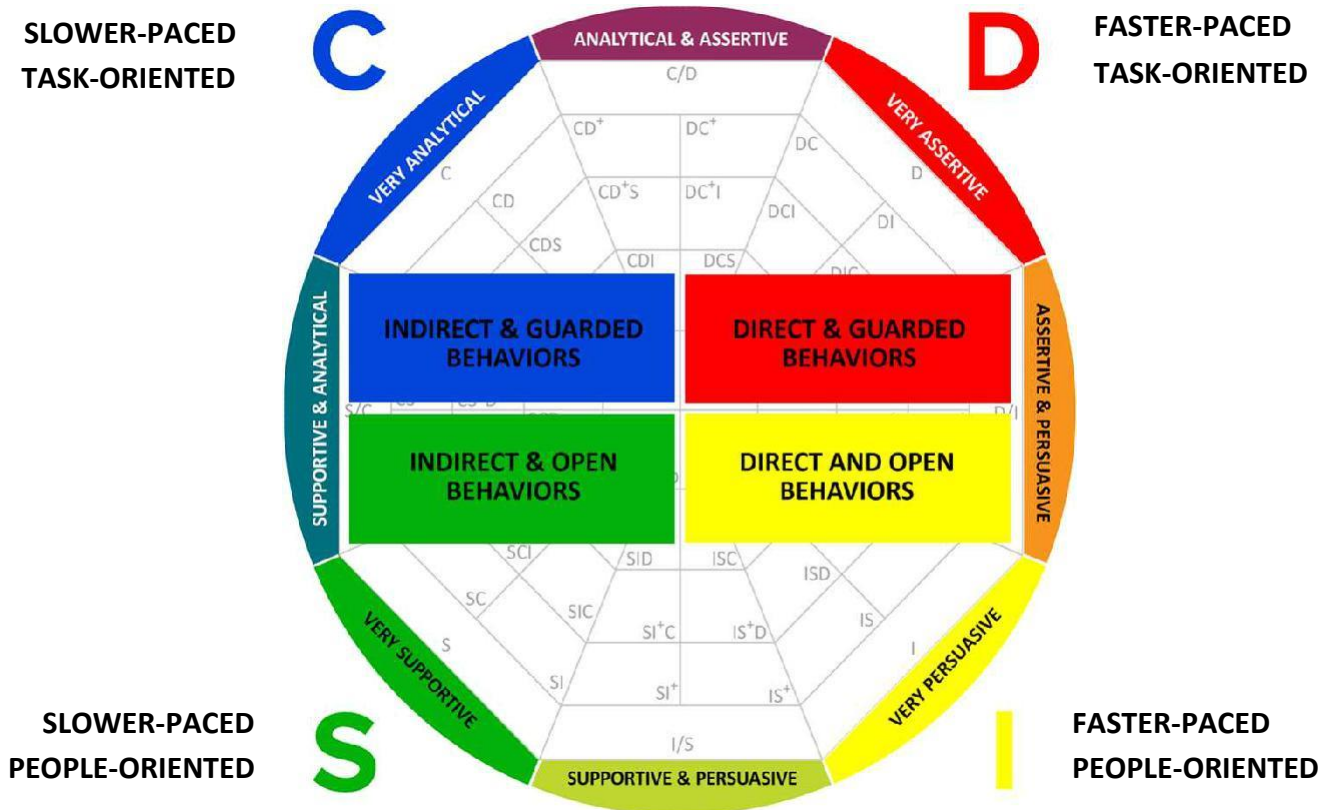 SLOWER-PACED
TASK-ORIENTED
C
ANALYTICAL & ASSERTIVE
D
FASTER-PACED
TASK-ORIENTED
VERY ANALYTICAL
VERY ASSERTIVE
C/D
CD+
DC+
DC
C
D
CD
CD+S
DC+I
DCI
DI
CDS
CDI
DCS
DIC
SUPPORTIVE & ANALYTICAL
INDIRECT & GUARDED
BEHAVIORS
DIRECT & GUARDED
BEHAVIORS
ASSERTIVE & PERSUASIVE
S/C
D/I
INDIRECT & OPEN
BEHAVIORS
DIRECT AND OPEN
BEHAVIORS
SCI
SID
ISC
ISD
SC
SIC
SI+C
IS+D
IS
S
I
SI
SI+
IS+
VERY SUPPORTIVE
VERY PERSUASIVE
I/S
SUPPORTIVE & PERSUASIVE
SLOWER-PACED
PEOPLE-ORIENTED
S
I
FASTER-PACED
PEOPLE-ORIENTED